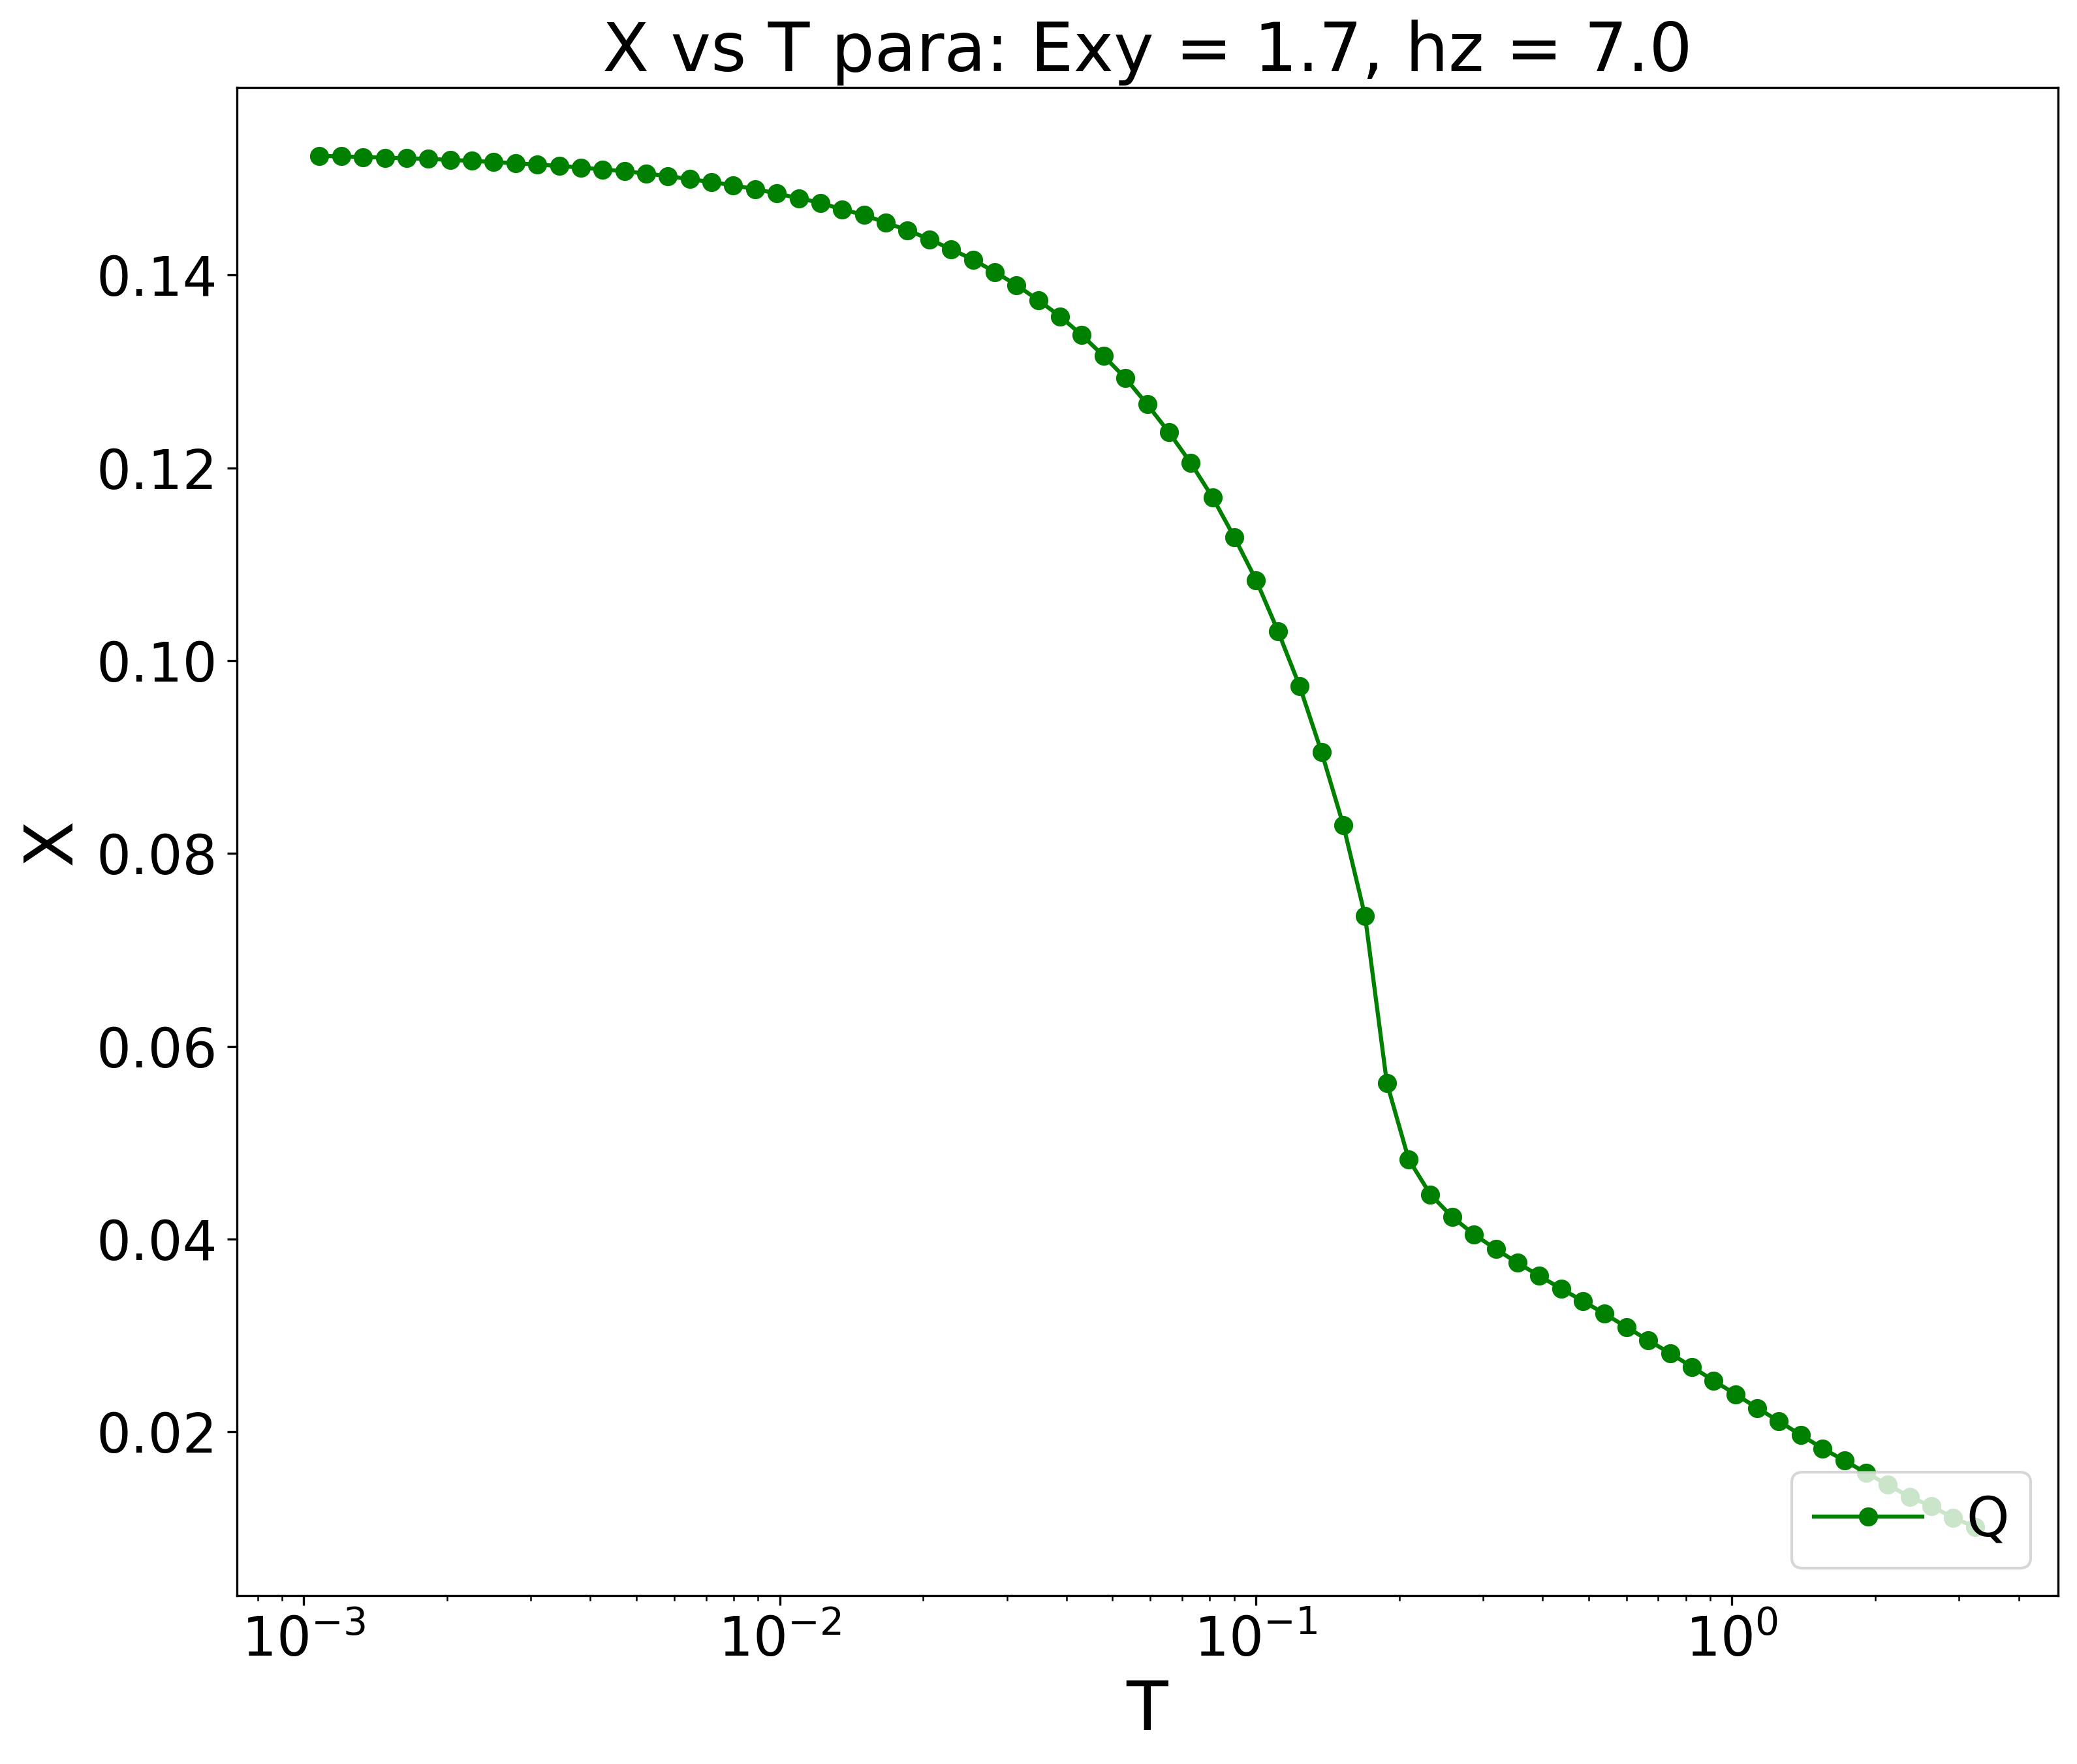 X vs T para: Exy = 1.7, hz = 7.0
X
0.14
0.12
0.10
0.08
0.06
0.04
0.02
10⁻³
10⁻²
10⁻¹
10⁰
T
Q